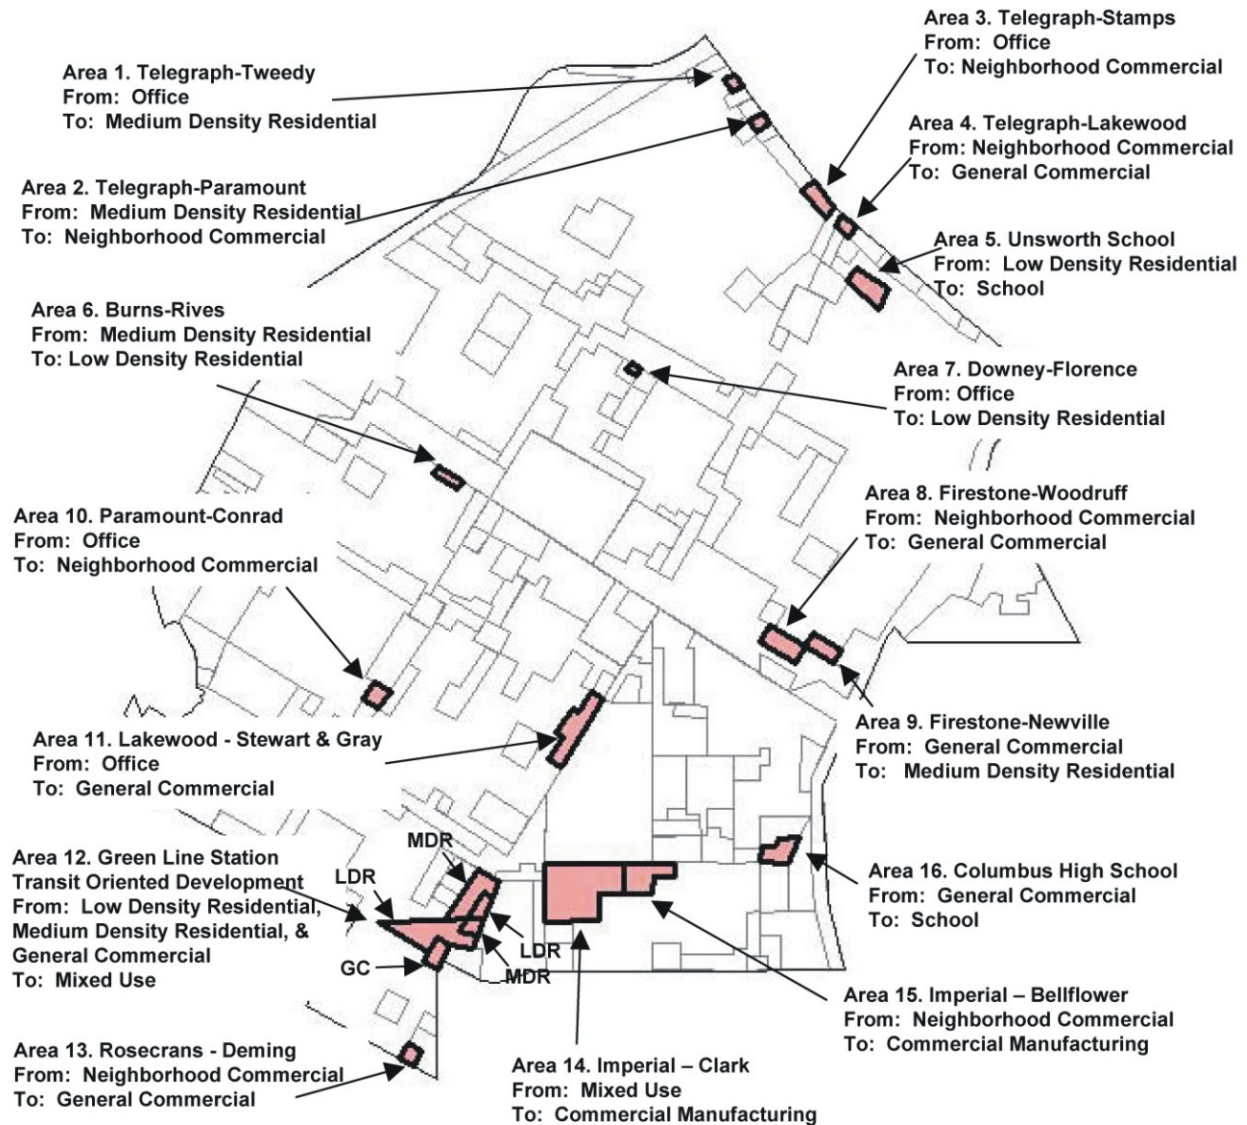 Area 1. Telegraph-Tweedy
From: Office
To: Medium Density Residential
Area 2. Telegraph-Paramount
From: Medium Density Residential
To: Neighborhood Commercial
Area 3. Telegraph-Stamps
From: Office
To: Neighborhood Commercial
Area 4. Telegraph-Lakewood
From: Neighborhood Commercial
To: General Commercial
Area 5. Unsworth School
From: Low Density Residential
To: School
Area 6. Burns-Rives
From: Medium Density Residential
To: Low Density Residential
Area 7. Downey-Florence
From: Office
To: Low Density Residential
Area 8. Firestone-Woodruff
From: Neighborhood Commercial
To: General Commercial
Area 9. Firestone-Newville
From: General Commercial
To: Medium Density Residential
Area 10. Paramount-Conrad
From: Office
To: Neighborhood Commercial
Area 11. Lakewood - Stewart & Gray
From: Office
To: General Commercial
Area 12. Green Line Station
Transit Oriented Development
From: Low Density Residential,
Medium Density Residential, &
General Commercial
To: Mixed Use
MDR
LDR
LDR
MDR
GC
Area 13. Rosecrans - Deming
From: Neighborhood Commercial
To: General Commercial
Area 14. Imperial – Clark
From: Mixed Use
To: Commercial Manufacturing
Area 15. Imperial – Bellflower
From: Neighborhood Commercial
To: Commercial Manufacturing
Area 16. Columbus High School
From: General Commercial
To: School